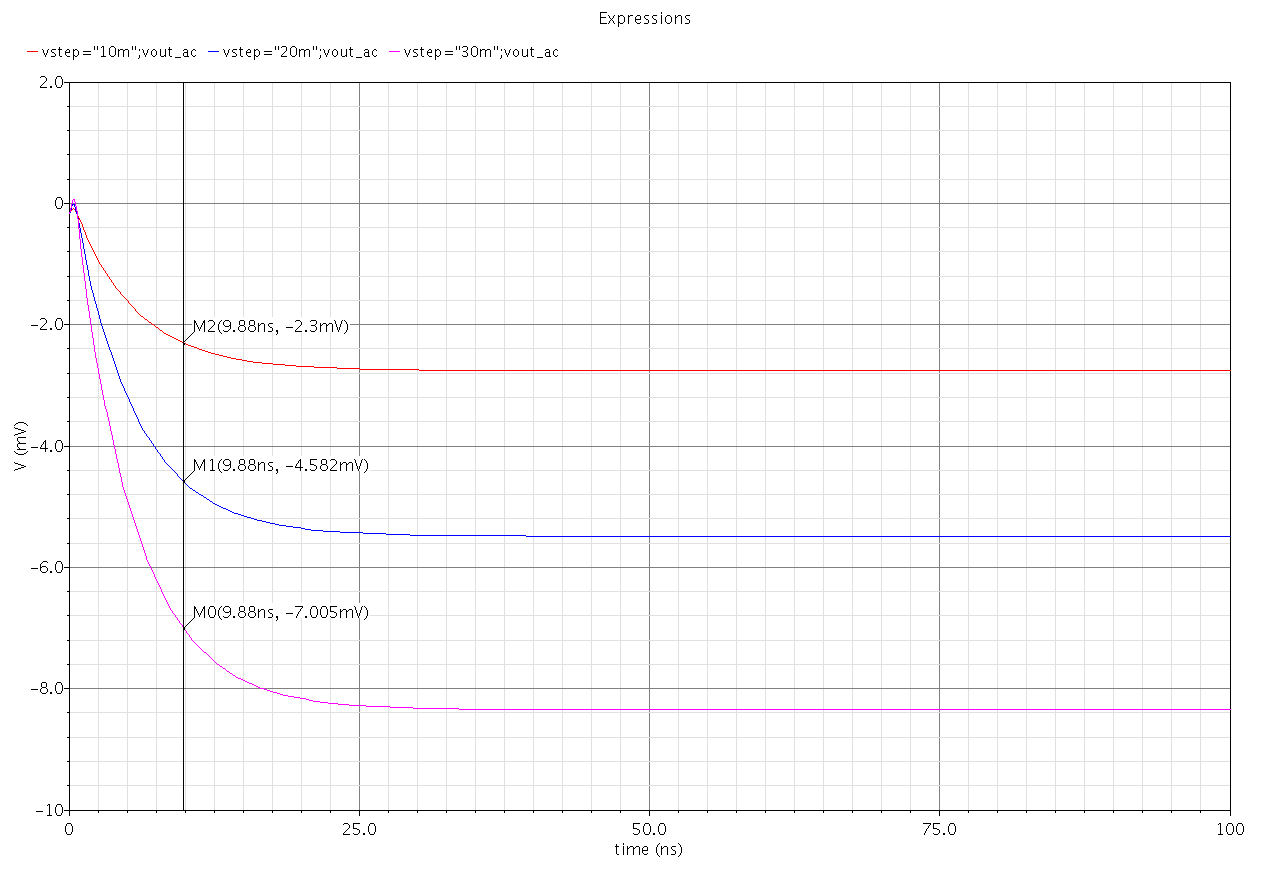 Expressions
vstep="10m";vout_ac vstep="20m";vout_ac vstep="30m";vout_ac
2.0
0
M2(9.88ns, -2.3mV)
-2.0
V (mV)
-4.0
M1(9.88ns, -4.582mV)
-6.0
M0(9.88ns, -7.005mV)
-8.0
-10
0 25.0 50.0 75.0 100
time (ns)